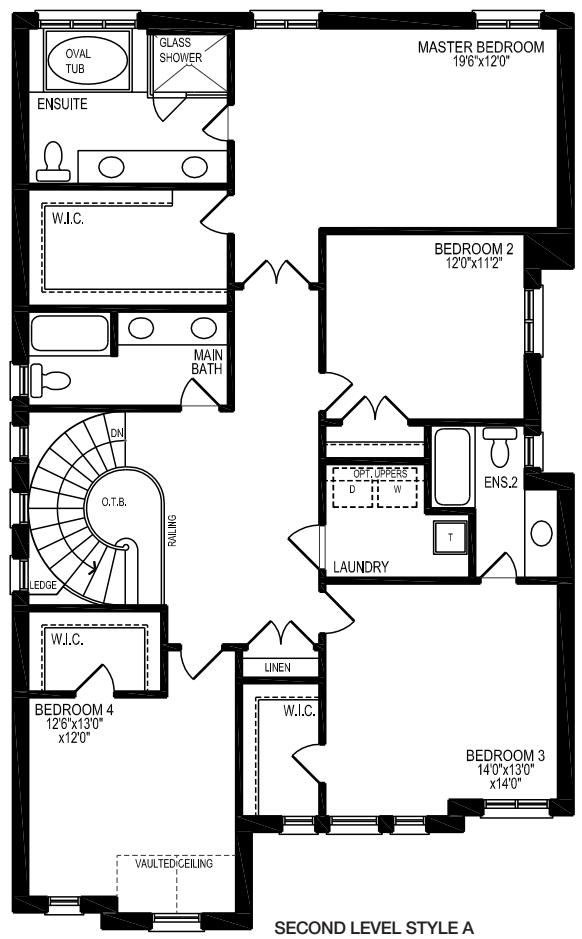 OVAL
TUB
GLASS
SHOWER
MASTER BEDROOM
19'6"x12'0"
ENSUITE
W.I.C.
BEDROOM 2
12'0"x11'2"
MAIN
BATH
DN
O.T.B.
RAILING
LEDGE
OPT. UPPERS
D
W
ENS.2
T
LAUNDRY
W.I.C.
LINEN
BEDROOM 4
12'6"x13'0"
x12'0"
W.I.C.
BEDROOM 3
14'0"x13'0"
x14'0"
VAULTED CEILING
SECOND LEVEL STYLE A